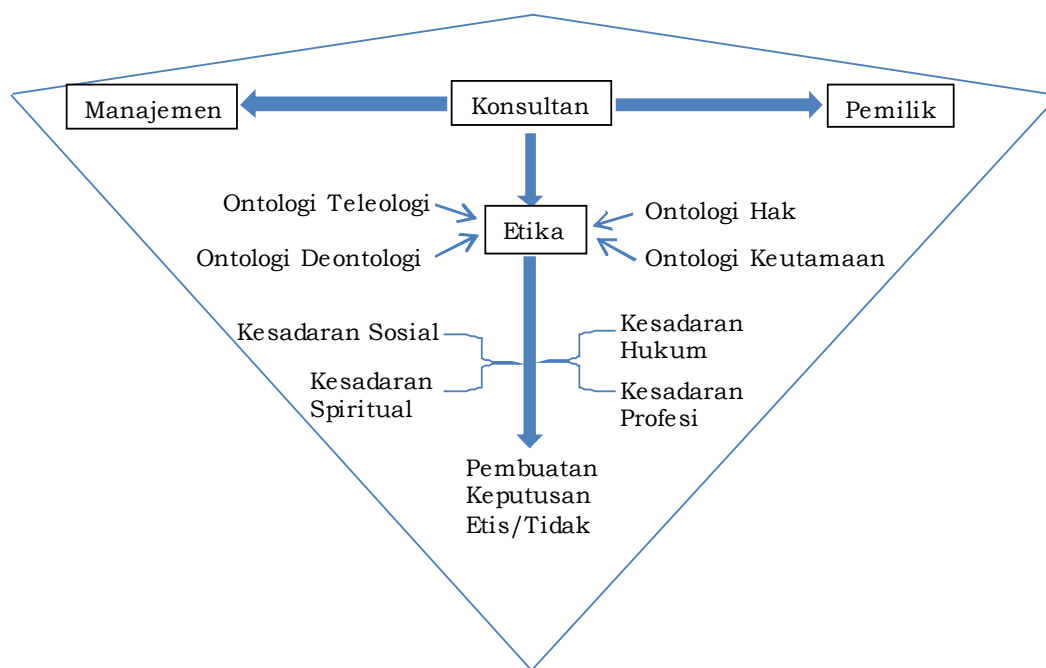 Manajemen
Konsultan
Pemilik
Ontologi Teleologi
Ontologi Hak
Etika
Ontologi Deontologi
Ontologi Keutamaan
Kesadaran Sosial
Kesadaran
Hukum
Kesadaran
Spiritual
Kesadaran
Profesi
Pembuatan
Keputusan
Etis/Tidak